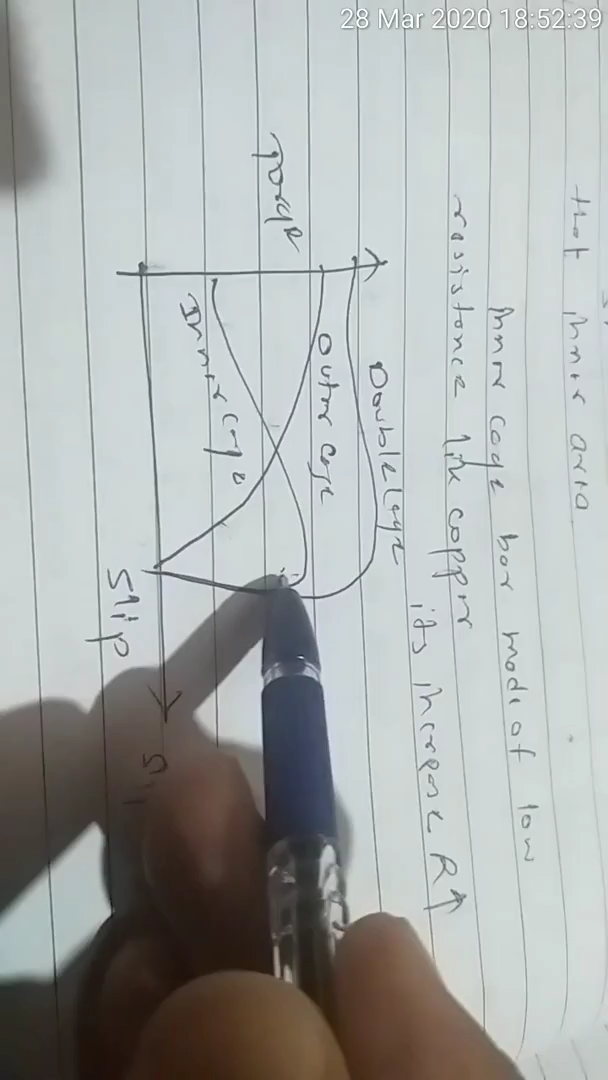 28 Mar 2020 18:52:39
that inner area
inner cage bar made of low
resistance like copper
its increase R↑
Double Cage
outer cage
Torque
Inner Cage
Slip